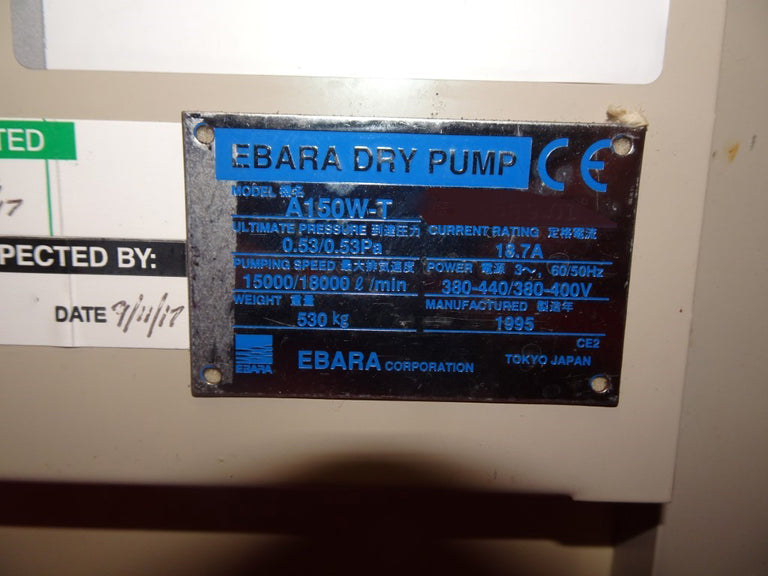 TED
17
PECTED BY:
DATE 9/11/17
EBARA DRY PUMP CE
MODEL 型名
A150W-T
ULTIMATE PRESSURE 到達圧力
0.53/0.53Pa
CURRENT RATING 定格電流
18.7A
PUMPING SPEED 最大排気速度
15000/18000 ℓ/min
POWER 電源 3〜, 60/50Hz
380-440/380-400V
WEIGHT 重量
530 kg
MANUFACTURED 製造年
1995
CE2
EBARA
EBARA CORPORATION
TOKYO JAPAN